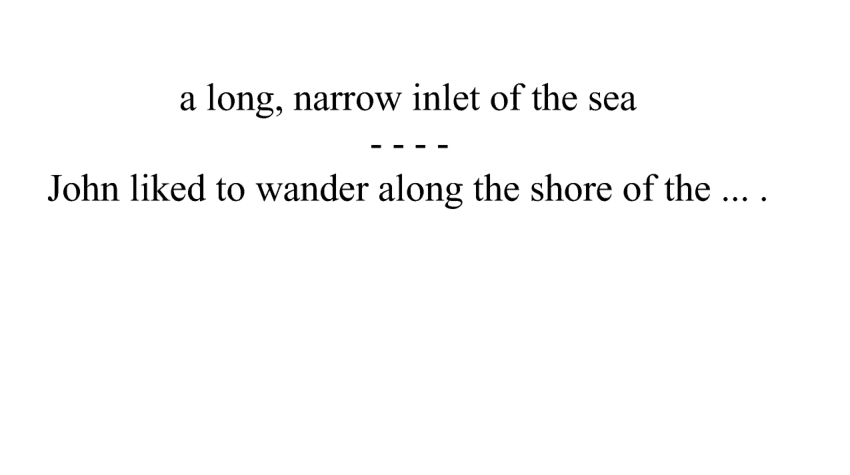 a long, narrow inlet of the sea
- - - -
John liked to wander along the shore of the ... .